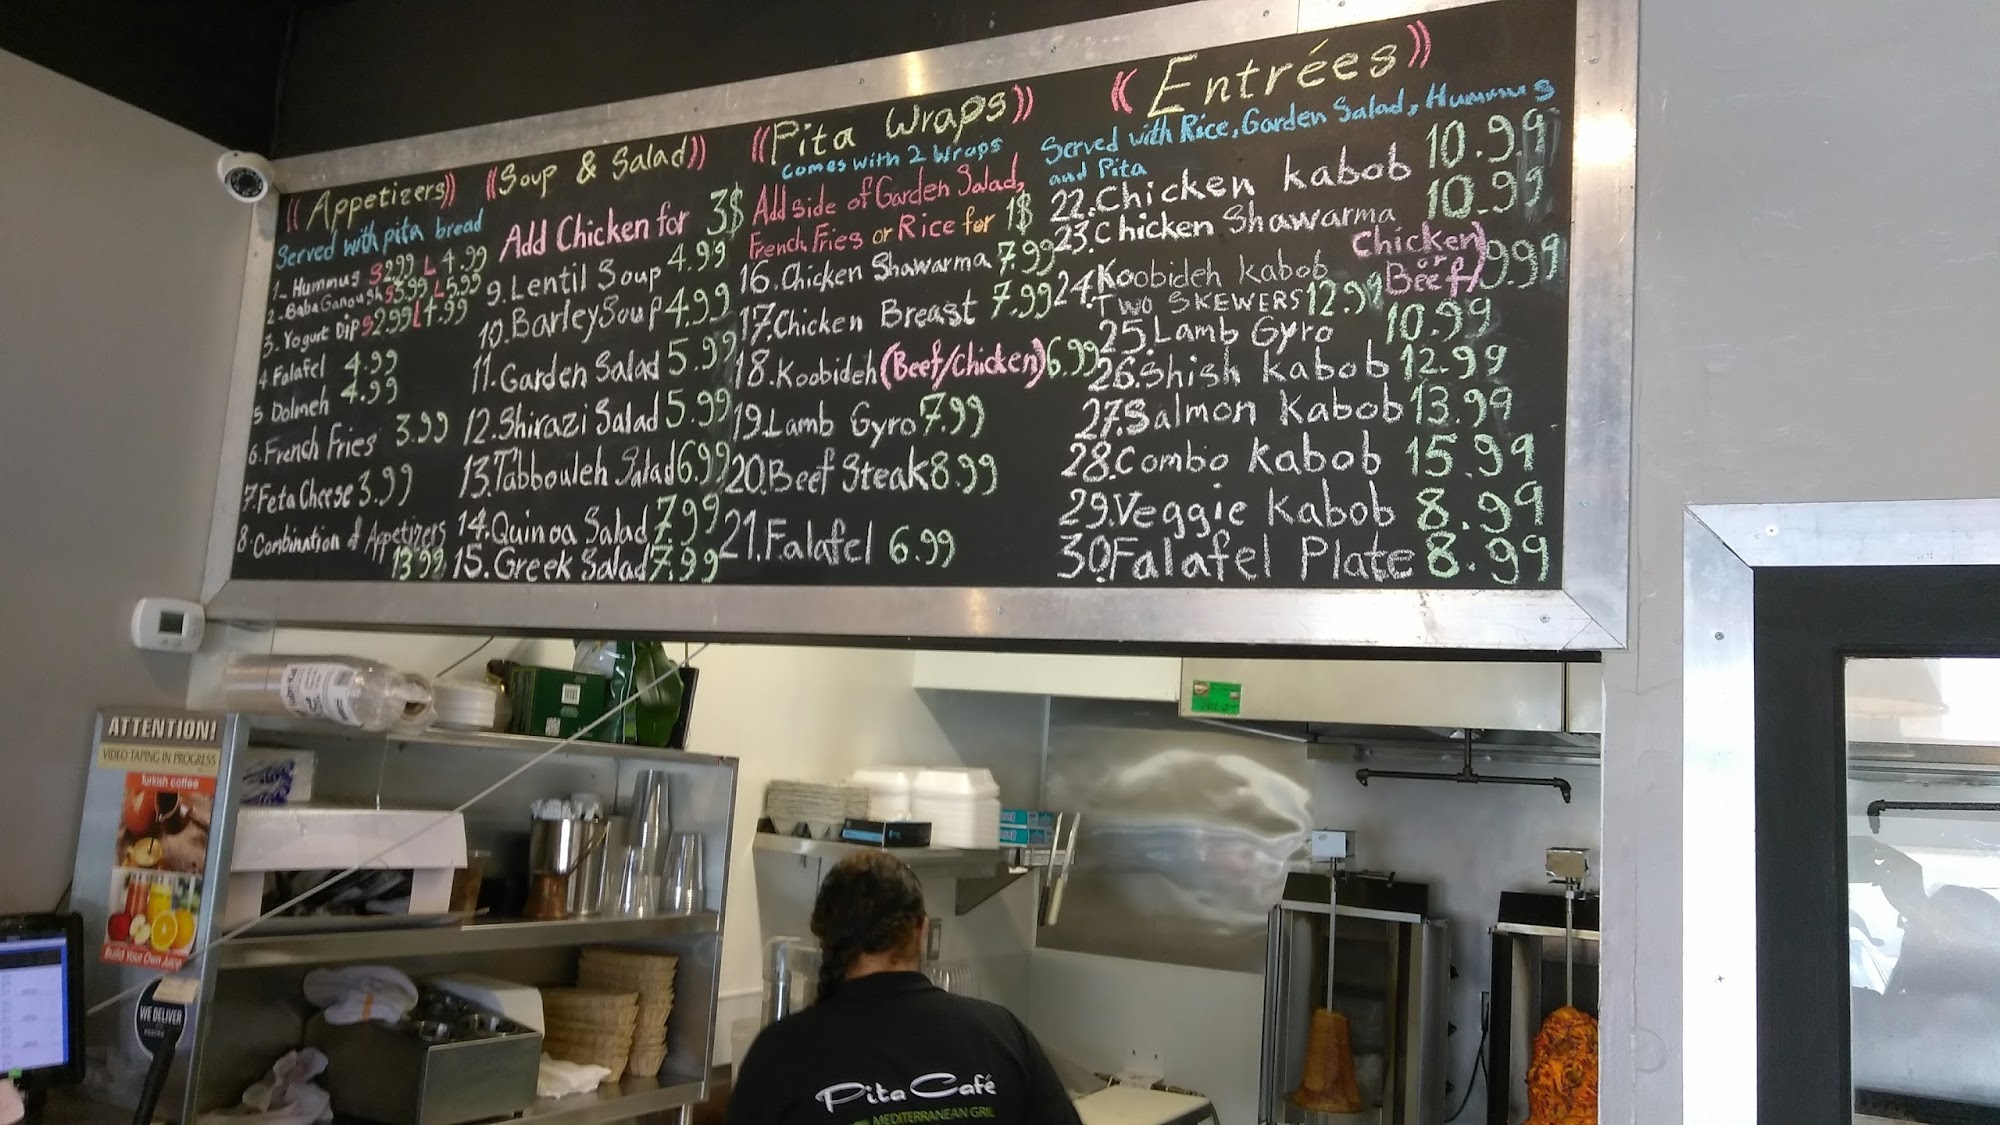 ((Appetizers))
Served with pita bread
1- Hummus S 2.99 L 4.99
2- Baba Ganoush S 3.99 L 5.99
3- Yogurt Dip S 2.99 L 4.99
4. Falafel 4.99
5 Dolmeh 4.99
6. French Fries 3.99
7. Feta Cheese 3.99
8. Combination of Appetizers
13.99
((Soup & Salad))
Add Chicken for 3$
9. Lentil Soup 4.99
10. Barley Soup 4.99
11. Garden Salad 5.99
12. Shirazi Salad 5.99
13. Tabbouleh Salad 6.99
14. Quinoa Salad 7.99
15. Greek Salad 7.99
((Pita Wraps))
comes with 2 wraps
Add side of Garden Salad,
French Fries or Rice for 1$
16. Chicken Shawarma 7.99
17. Chicken Breast 7.99
18. Koobideh (Beef/Chicken) 6.99
19. Lamb Gyro 7.99
20. Beef Steak 8.99
21. Falafel 6.99
((Entrées))
Served with Rice, Garden Salad, Hummus
and Pita
22. Chicken Kabob 10.99
23. Chicken Shawarma 10.99
24. Koobideh Kabob Chicken or Beef) 9.99
TWO SKEWERS 12.99
25. Lamb Gyro 10.99
26. Shish Kabob 12.99
27. Salmon Kabob 13.99
28. Combo Kabob 15.99
29. Veggie Kabob 8.99
30. Falafel Plate 8.99
ATTENTION!
VIDEO TAPING IN PROGRESS
Turkish coffee
Build Your Own Juice
WE DELIVER
Pita Café
MEDITERRANEAN GRIL